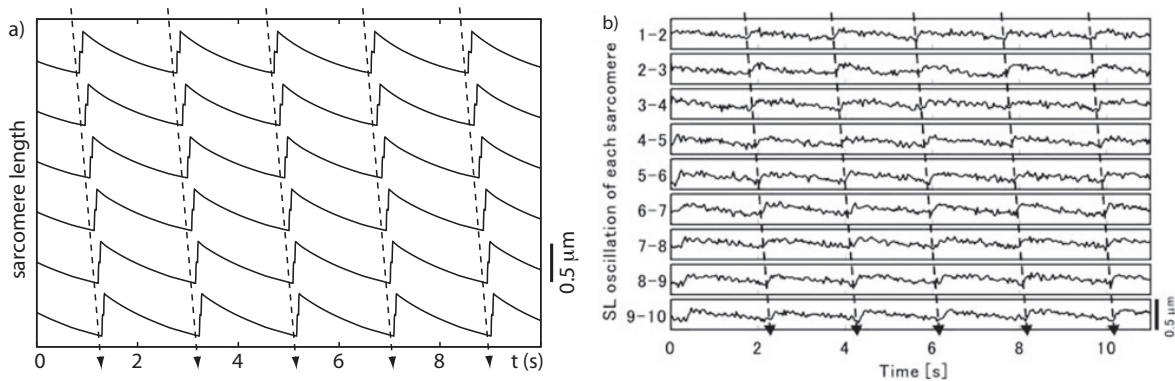 a)
sarcomere length
0 2 4 6 8 t (s)
0.5 μm
b)
SL oscillation of each sarcomere
1-2
2-3
3-4
4-5
5-6
6-7
7-8
8-9
9-10
0 2 4 6 8 10
Time [s]
0.5 μm